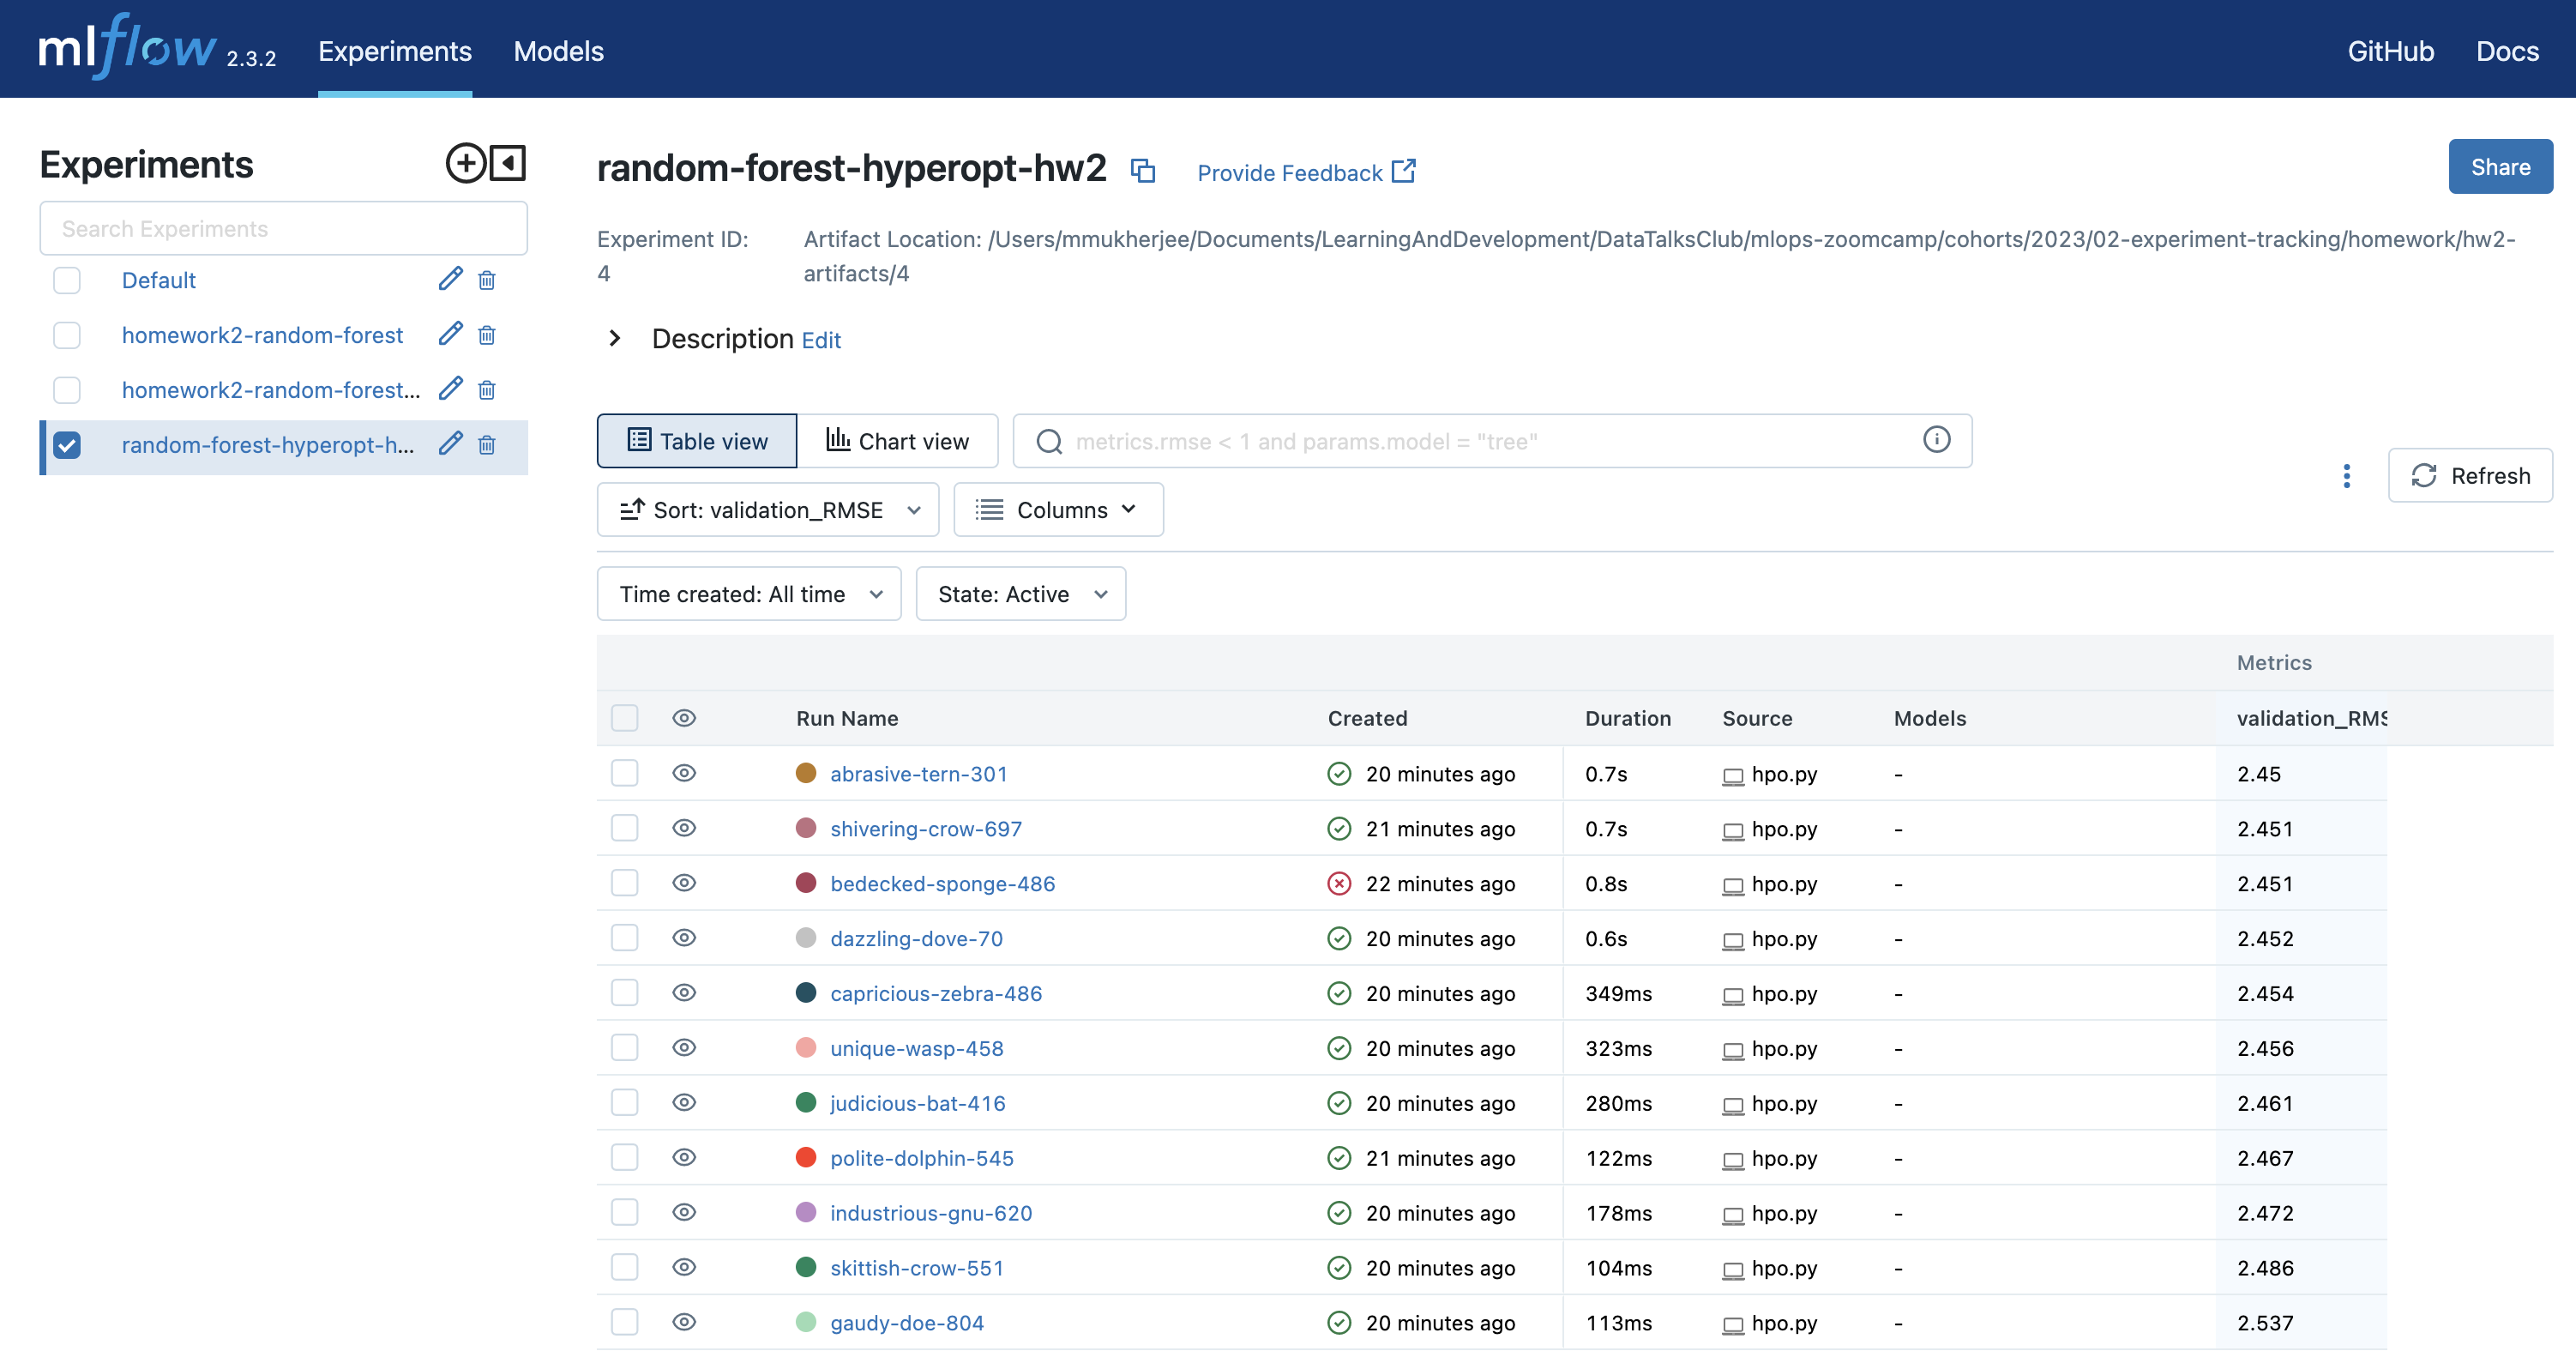 mlflow 2.3.2 Experiments Models GitHub Docs
Experiments
Search Experiments
Default
homework2-random-forest
homework2-random-forest...
random-forest-hyperopt-h...
random-forest-hyperopt-hw2 Provide Feedback Share
Experiment ID: 4
Artifact Location: /Users/mmukherjee/Documents/LearningAndDevelopment/DataTalksClub/mlops-zoomcamp/cohorts/2023/02-experiment-tracking/homework/hw2-
artifacts/4
Description Edit
Table view Chart view metrics.rmse < 1 and params.model = "tree"
Refresh
Sort: validation_RMSE Columns
Time created: All time State: Active
Metrics
Run Name Created Duration Source Models validation_RMS
abrasive-tern-301 20 minutes ago 0.7s hpo.py - 2.45
shivering-crow-697 21 minutes ago 0.7s hpo.py - 2.451
bedecked-sponge-486 22 minutes ago 0.8s hpo.py - 2.451
dazzling-dove-70 20 minutes ago 0.6s hpo.py - 2.452
capricious-zebra-486 20 minutes ago 349ms hpo.py - 2.454
unique-wasp-458 20 minutes ago 323ms hpo.py - 2.456
judicious-bat-416 20 minutes ago 280ms hpo.py - 2.461
polite-dolphin-545 21 minutes ago 122ms hpo.py - 2.467
industrious-gnu-620 20 minutes ago 178ms hpo.py - 2.472
skittish-crow-551 20 minutes ago 104ms hpo.py - 2.486
gaudy-doe-804 20 minutes ago 113ms hpo.py - 2.537